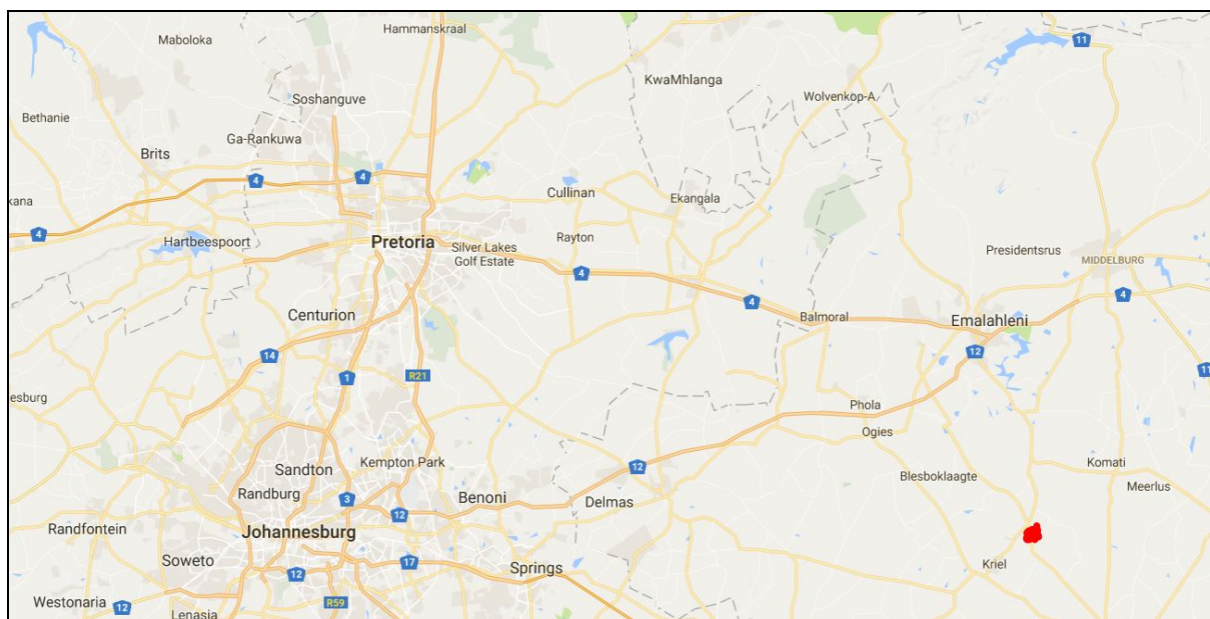 Maboloka
Hammanskraal
11
KwaMhlanga
Wolvenkop-A
Soshanguve
Bethanie
Ga-Rankuwa
Brits
4
4
Cullinan
Ekangala
kana
4
Hartbeespoort
Pretoria
Silver Lakes
Golf Estate
Rayton
4
Presidentsrus
MIDDELBURG
4
4
Centurion
Balmoral
Emalahleni
14
12
1
R21
11
esburg
Phola
Ogies
Sandton
Kempton Park
12
Blesboklaagte
Komati
Meerlus
Randburg
3
Benoni
Delmas
12
Randfontein
Johannesburg
Soweto
17
12
Springs
Kriel
Westonaria
12
R59
Lenasia